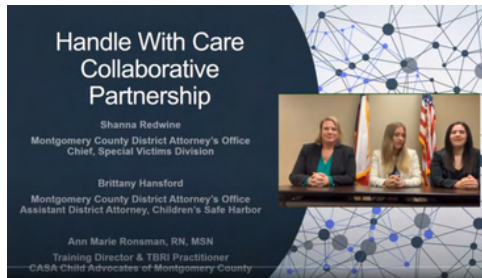 Handle With Care
Collaborative
Partnership
Shanna Redwine
Montgomery County District Attorney's Office
Chief, Special Victims Division
Brittany Hansford
Montgomery County District Attorney's Office
Assistant District Attorney, Children's Safe Harbor
Ann Marie Ronsman, RN, MSN
Training Director & TBRI Practitioner
CASA Child Advocates of Montgomery County